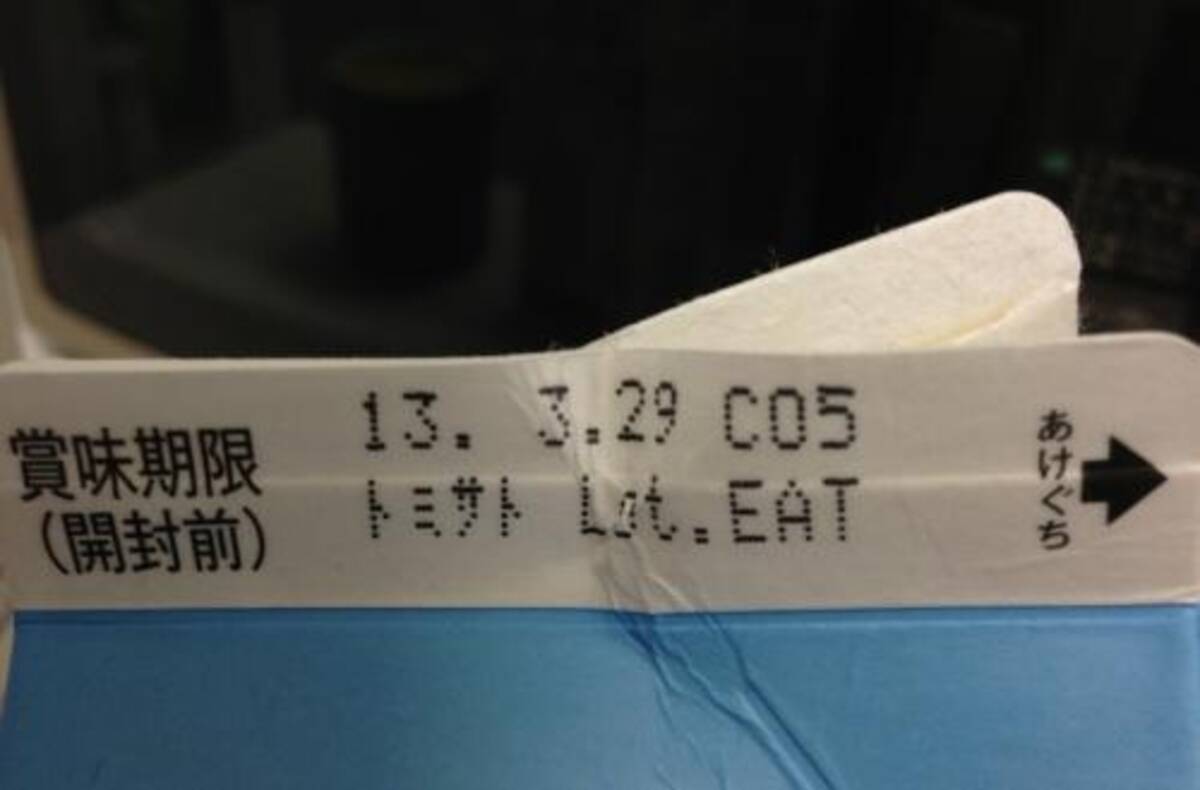 賞味期限
(開封前)
13. 3.29 C05
トミサト Lot.EAT
あけぐち